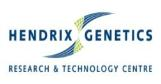 HENDRIX GENETICS
RESEARCH & TECHNOLOGY CENTRE